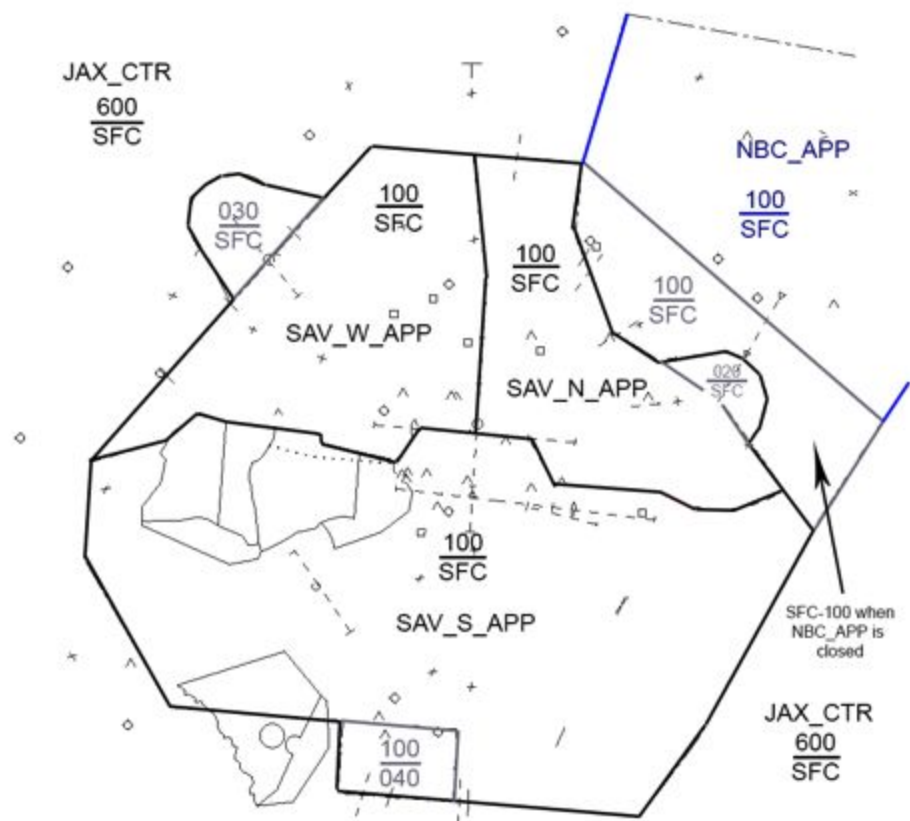 JAX_CTR
600
SFC
NBC_APP
100
SFC
030
SFC
100
SFC
100
SFC
100
SFC
SAV_W_APP
SAV_N_APP
020
SFC
100
SFC
SAV_S_APP
SFC-100 when
NBC_APP is
closed
JAX_CTR
600
SFC
100
040